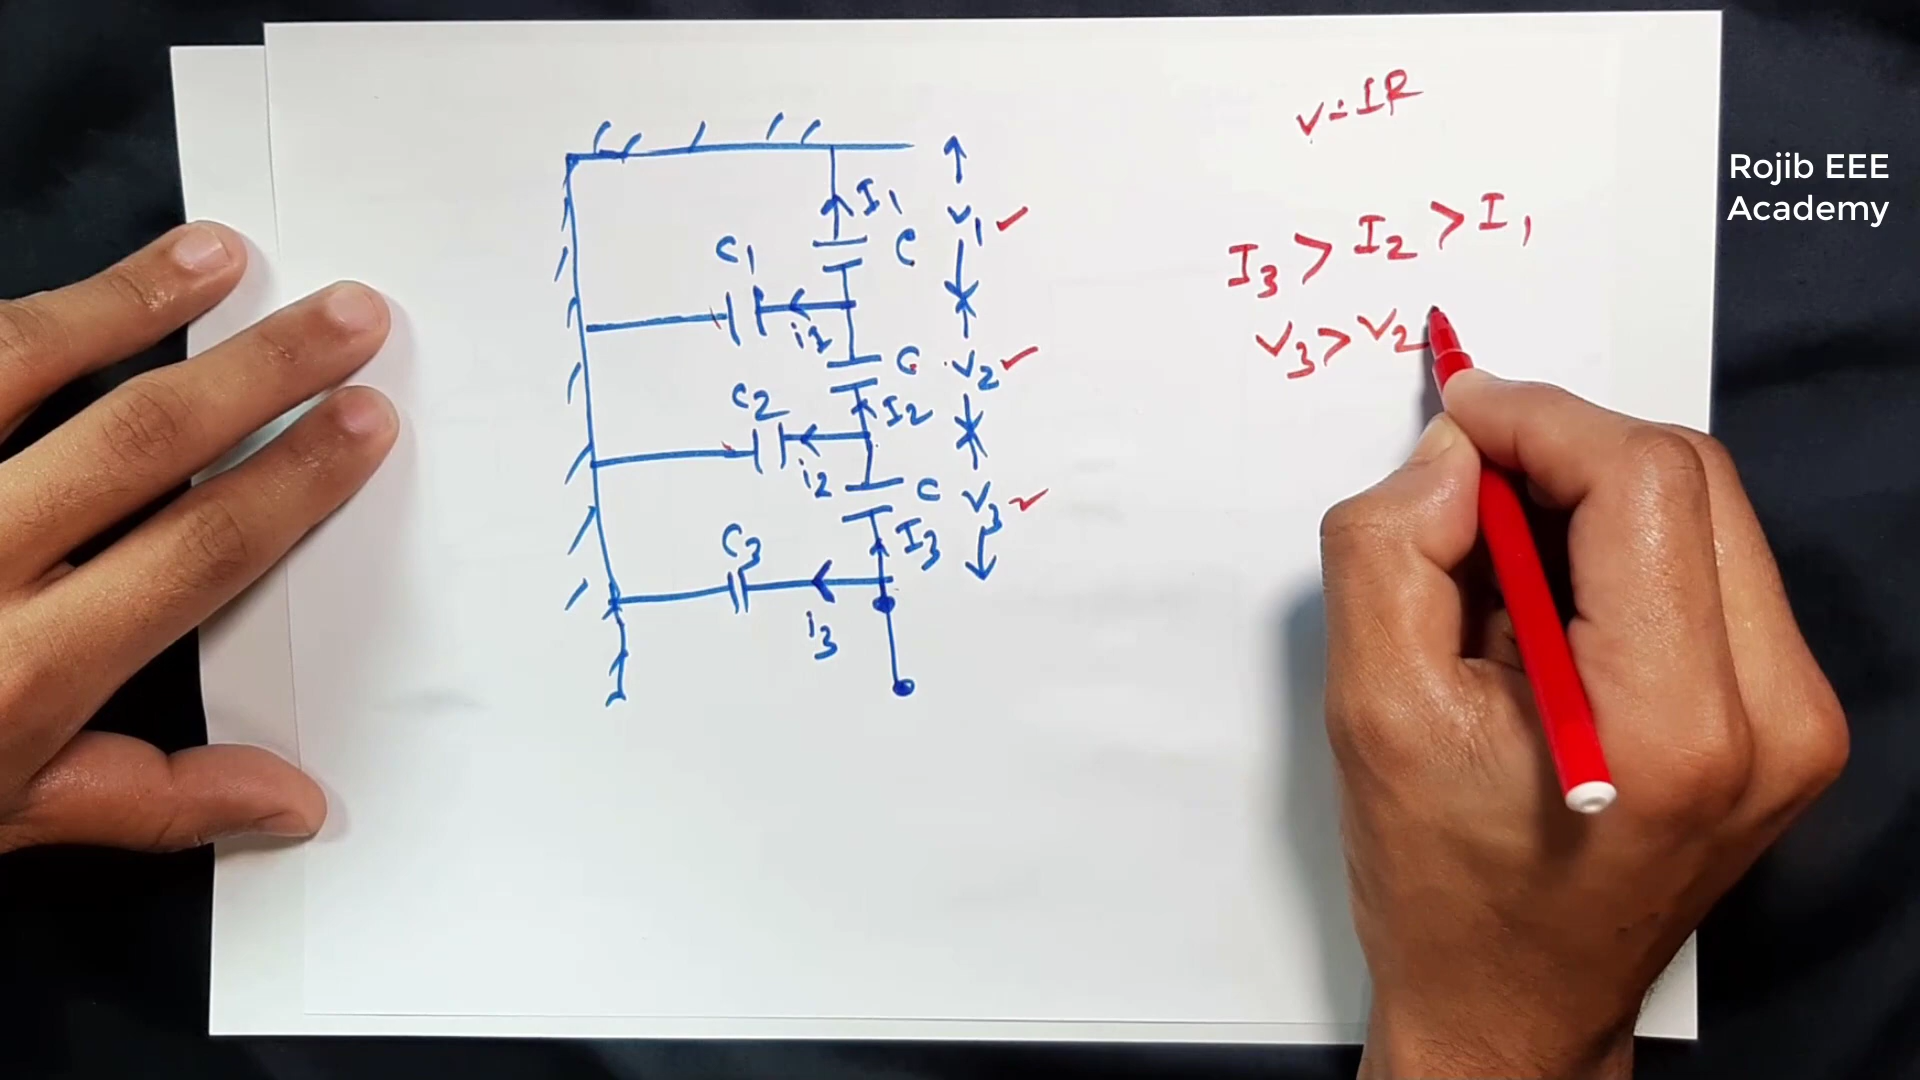 V=IR
Rojib EEE
Academy
I3 > I2 > I1
V3 > V2
I1
V1
C1
C
i1
C
V2
C2
I2
i2
C
V3
C3
I3
i3